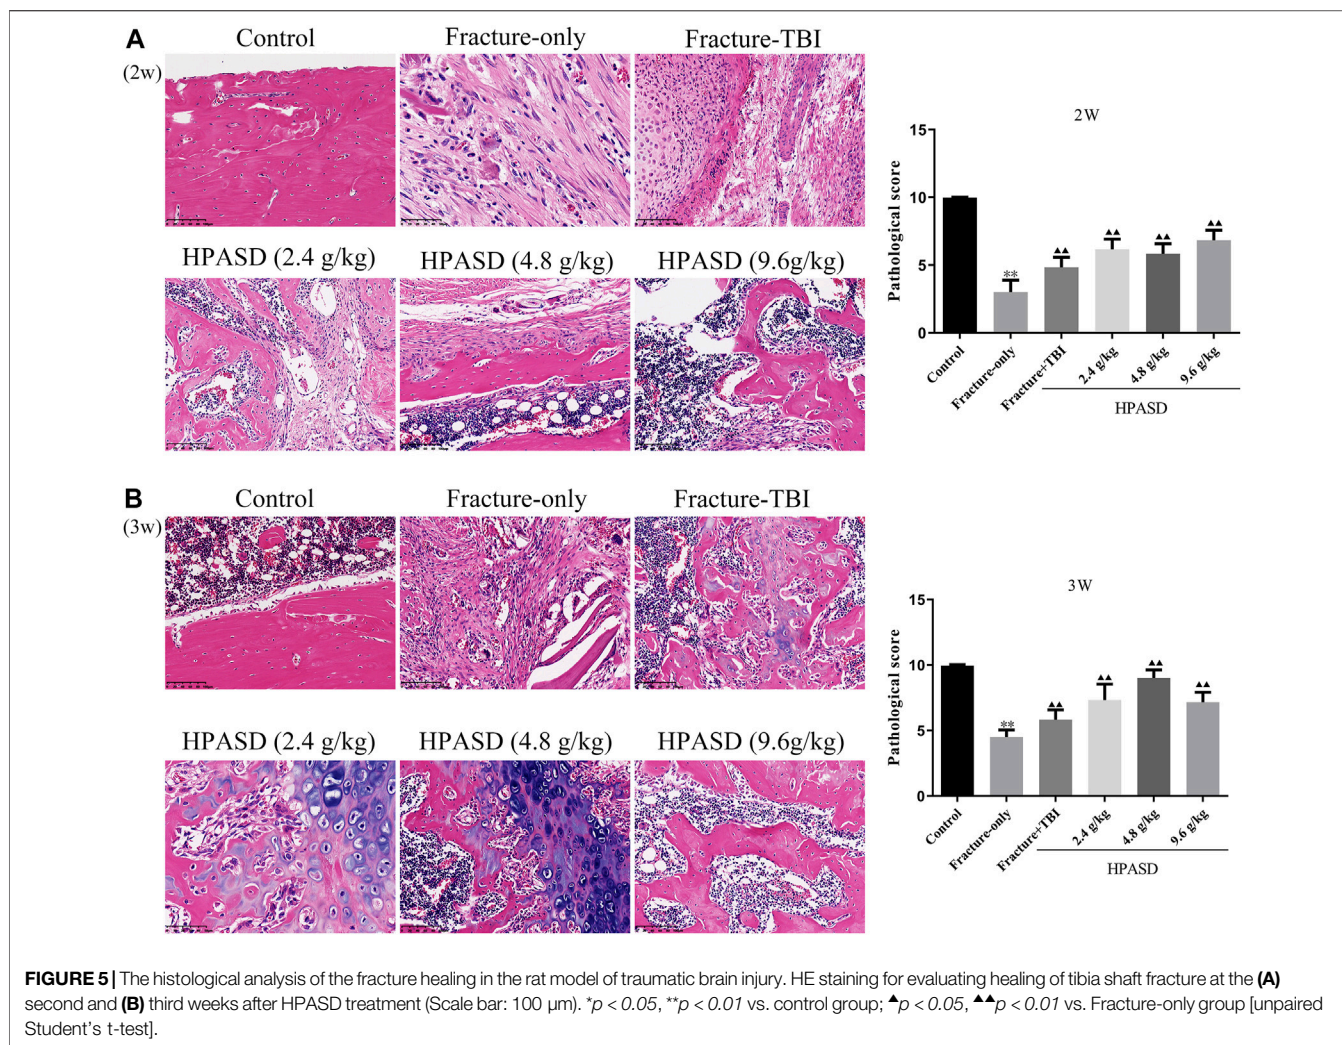 A
Control
Fracture-only
Fracture-TBI
(2w)
HPASD (2.4 g/kg)
HPASD (4.8 g/kg)
HPASD (9.6g/kg)
2W
Pathological score
15
10
5
0
**
▲▲
▲▲
▲▲
▲▲
Control
Fracture-only
Fracture+TBI
2.4 g/kg
4.8 g/kg
9.6 g/kg
HPASD
B
Control
Fracture-only
Fracture-TBI
(3w)
HPASD (2.4 g/kg)
HPASD (4.8 g/kg)
HPASD (9.6g/kg)
3W
Pathological score
15
10
5
0
**
▲▲
▲▲
▲▲
▲▲
Control
Fracture-only
Fracture+TBI
2.4 g/kg
4.8 g/kg
9.6 g/kg
HPASD
FIGURE 5 | The histological analysis of the fracture healing in the rat model of traumatic brain injury. HE staining for evaluating healing of tibia shaft fracture at the (A)
second and (B) third weeks after HPASD treatment (Scale bar: 100 μm). *p < 0.05, **p < 0.01 vs. control group; ▲p < 0.05, ▲▲p < 0.01 vs. Fracture-only group [unpaired
Student's t-test].